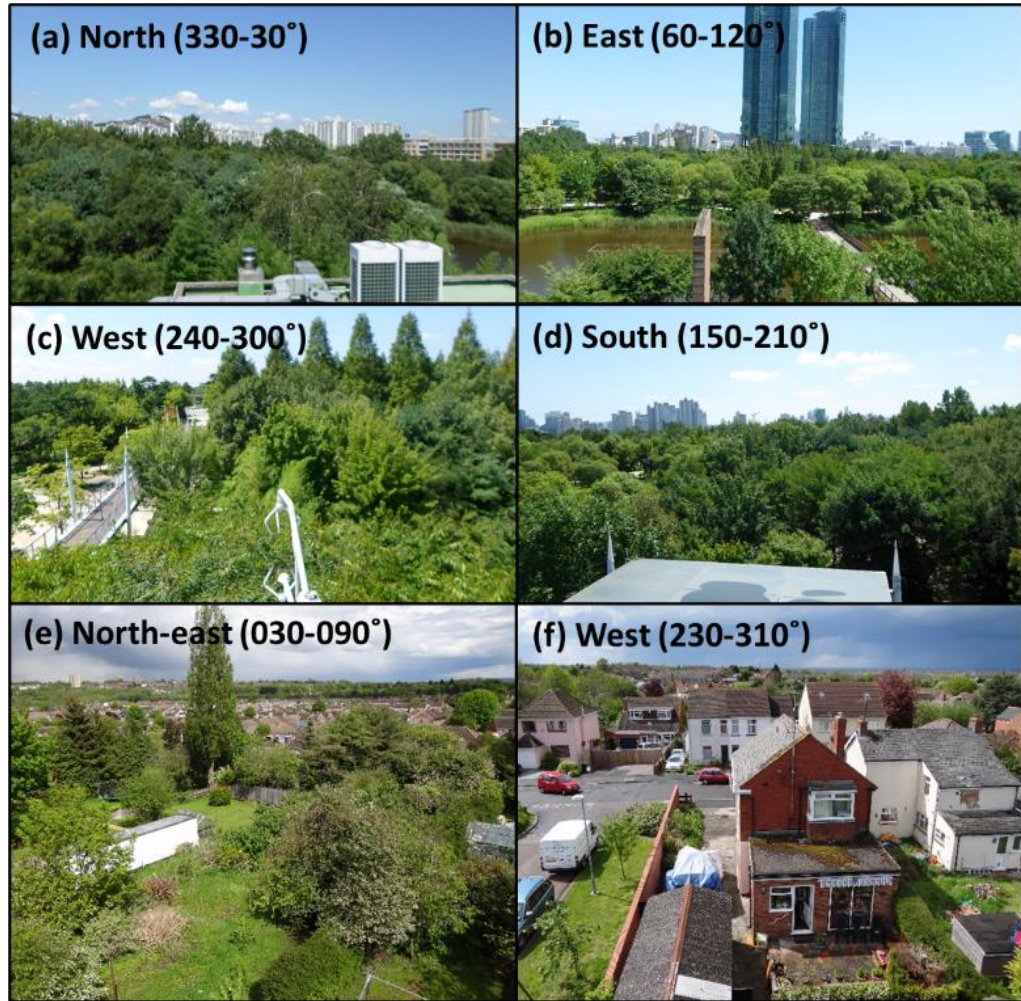 (a) North (330-30°)
(b) East (60-120°)
(c) West (240-300°)
(d) South (150-210°)
(e) North-east (030-090°)
(f) West (230-310°)